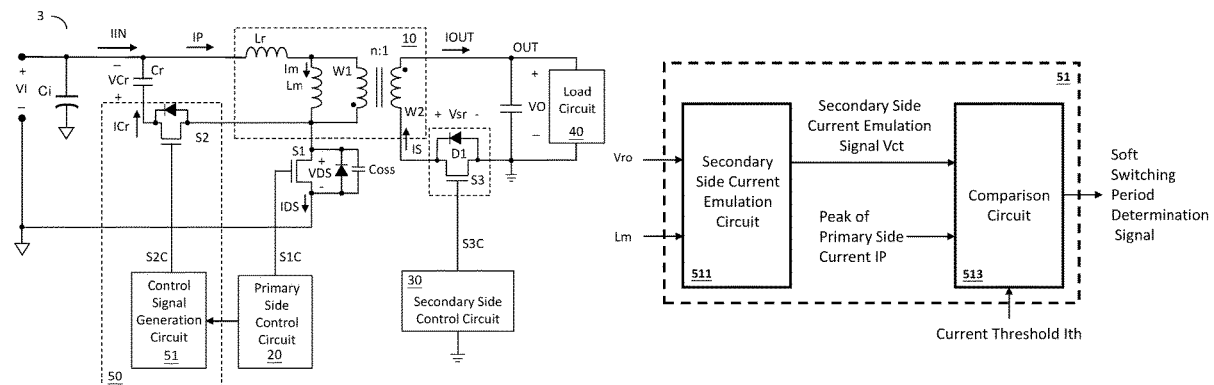 3
IIN
IP
Lr
10
n:1
IOUT
OUT
+
VI
−
Ci
−
VCr
+
Cr
Im
Lm
W1
W2
+
VO
−
Load
Circuit
40
ICr
S2
IS
+ Vsr -
D1
S3
S1
+
VDS
-
Coss
IDS
S2C
S1C
S3C
Control
Signal
Generation
Circuit
51
Primary
Side
Control
Circuit
20
30
Secondary Side
Control Circuit
50
51
Vro
Lm
Secondary
Side Current
Emulation
Circuit
511
Secondary Side
Current Emulation
Signal Vct
Peak of
Primary Side
Current IP
Comparison
Circuit
513
Soft
Switching
Period
Determination
Signal
Current Threshold Ith